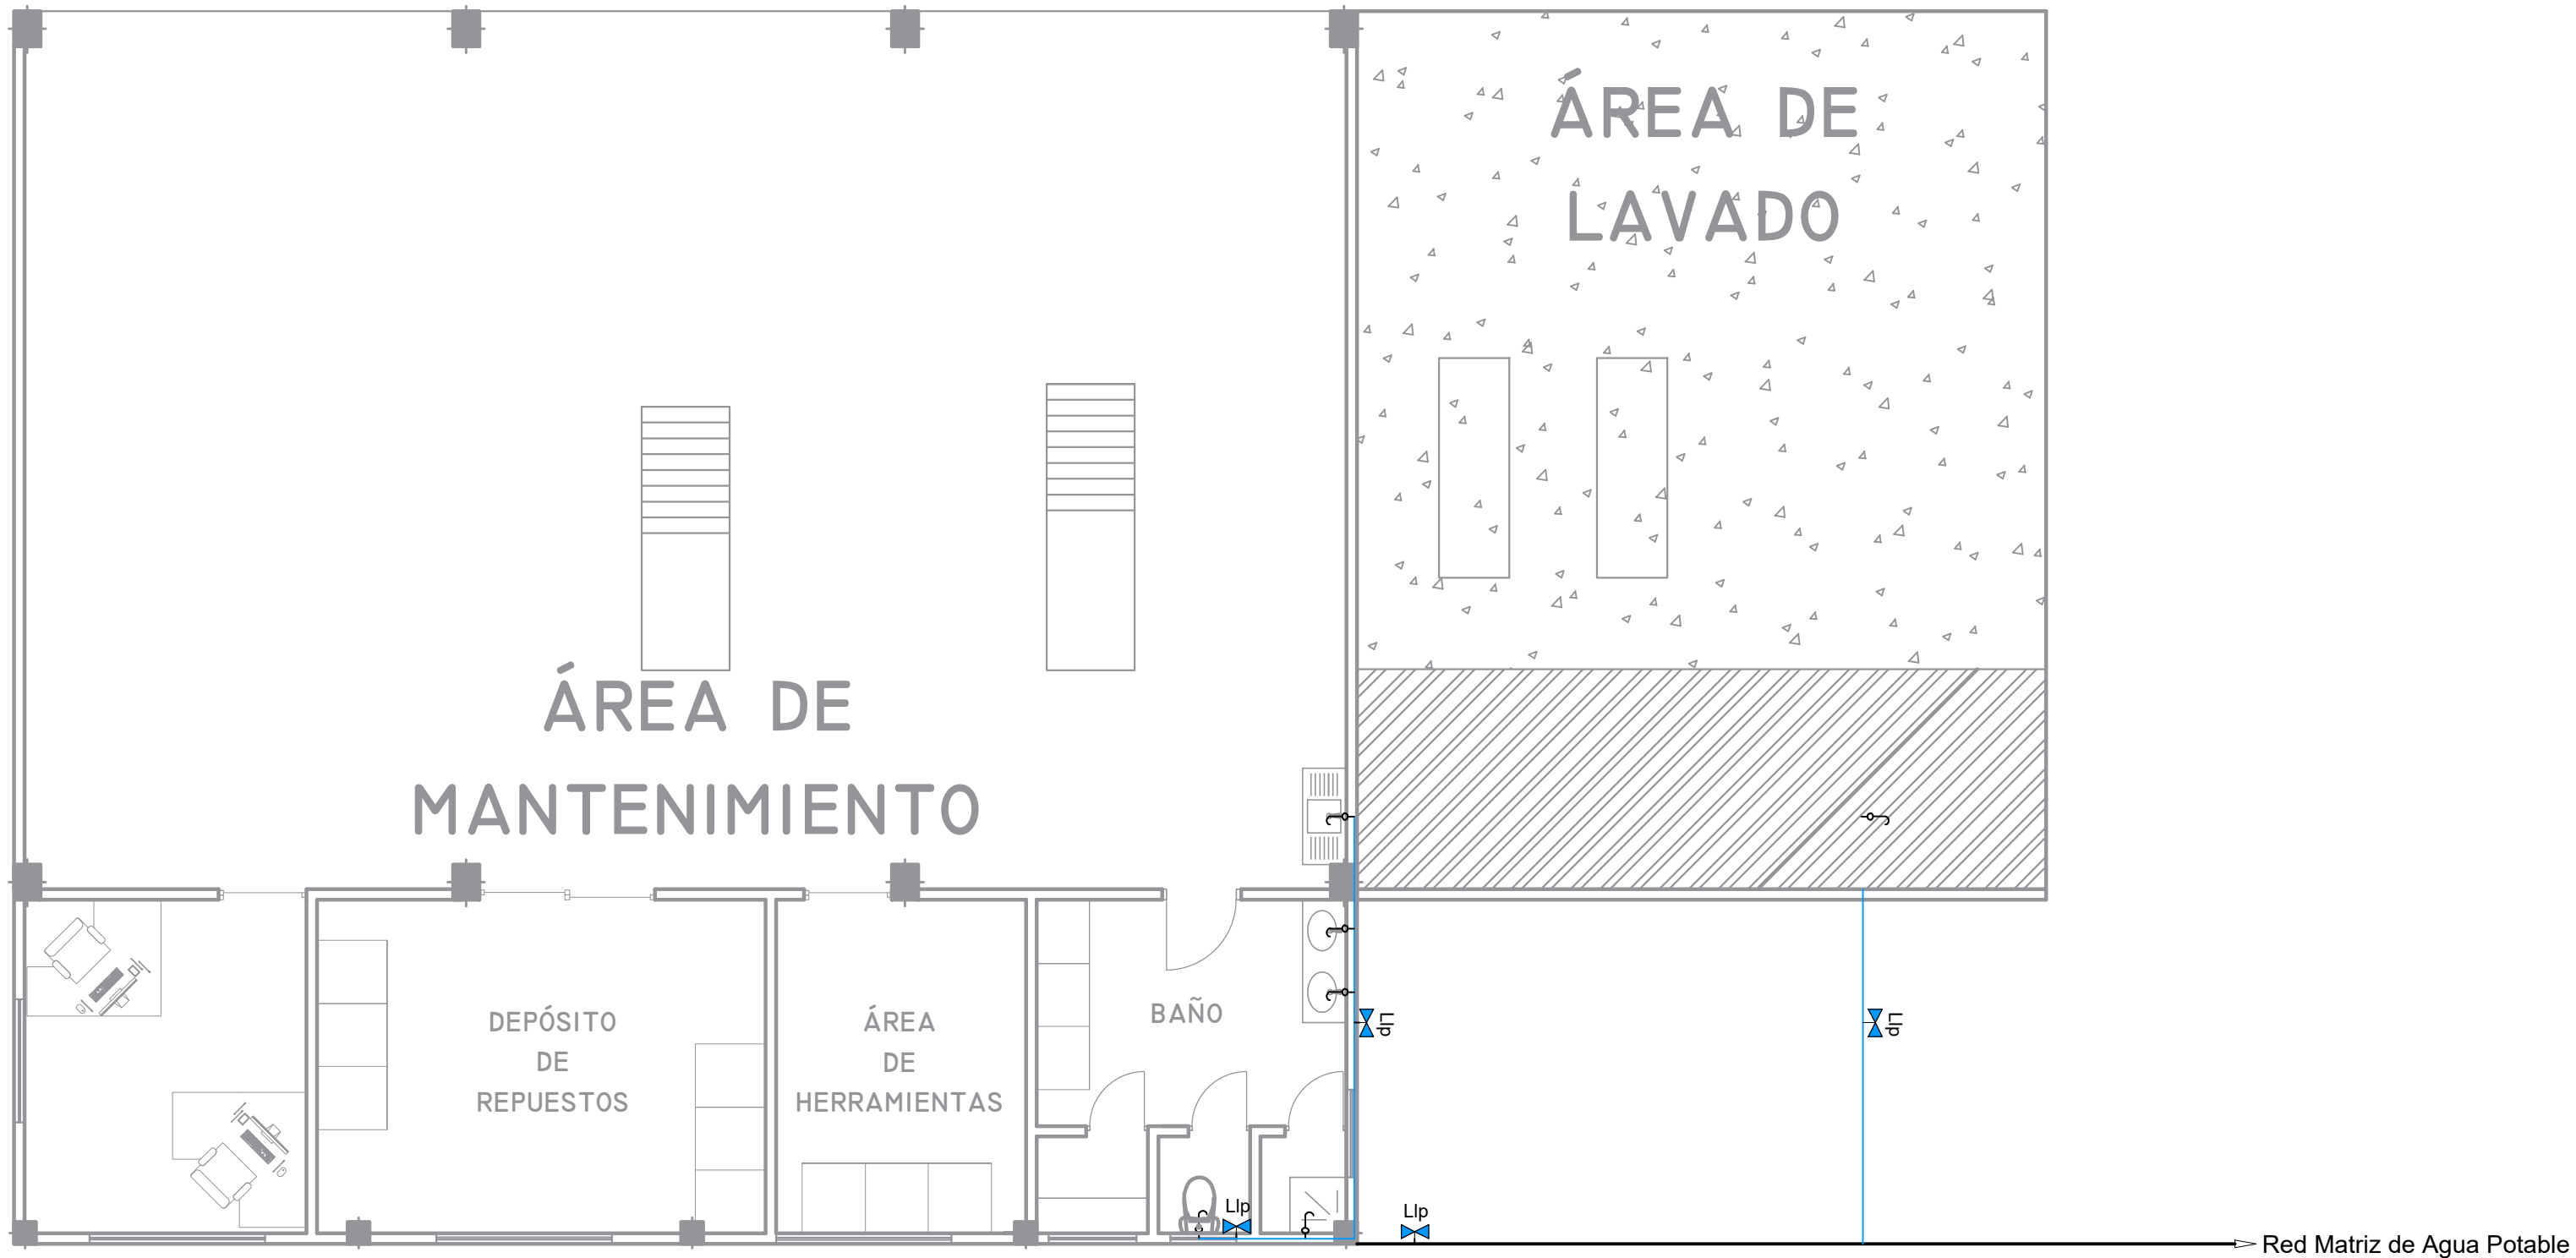 ÁREA DE
LAVADO
ÁREA DE
MANTENIMIENTO
DEPÓSITO
DE
REPUESTOS
ÁREA
DE
HERRAMIENTAS
BAÑO
Llp
Llp
Llp
Llp
Red Matriz de Agua Potable